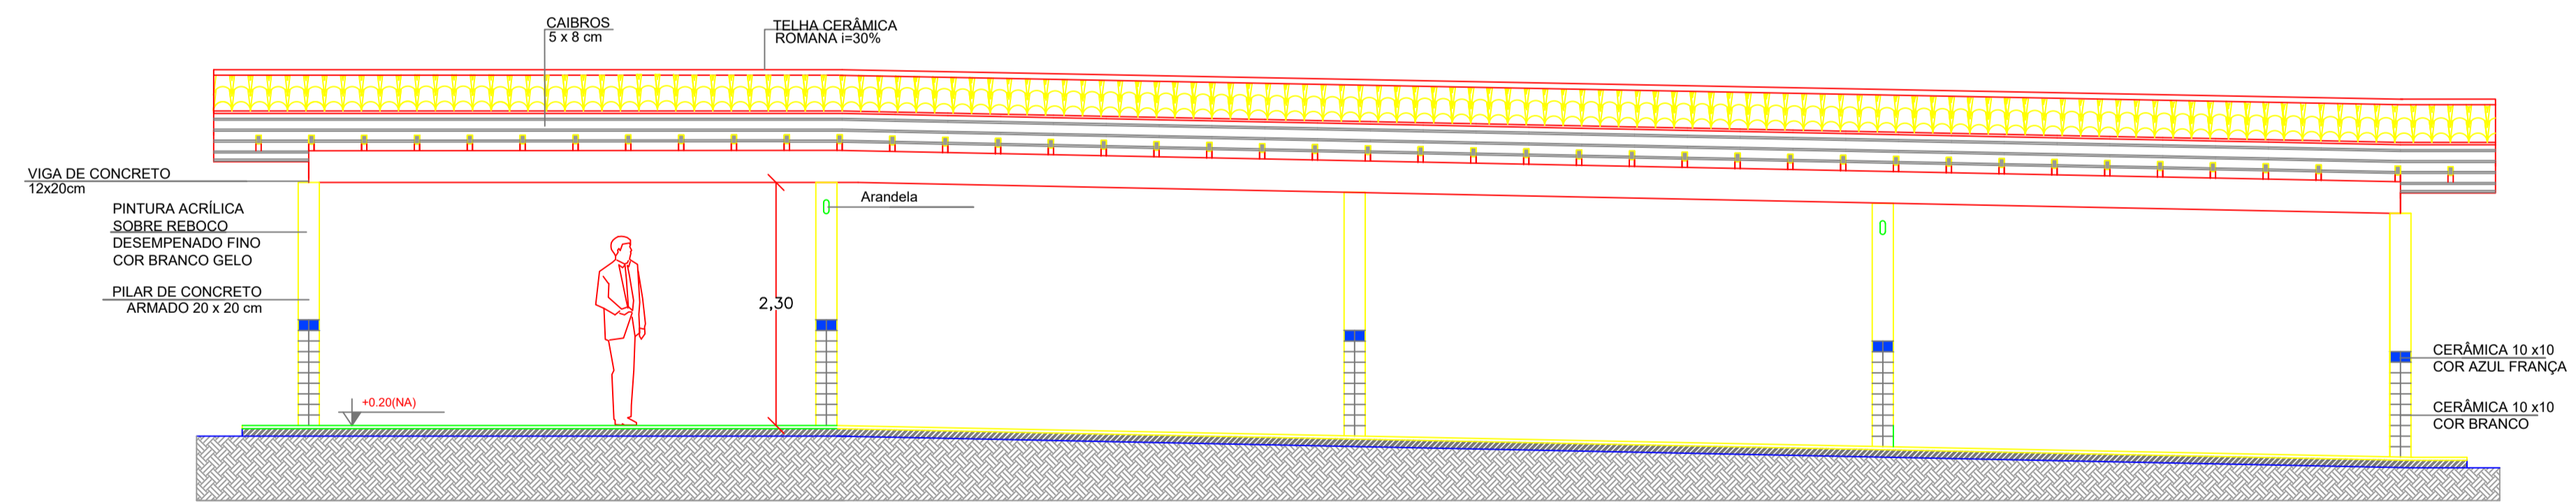 CAIBROS
5 x 8 cm
TELHA CERÂMICA
ROMANA i=30%
VIGA DE CONCRETO
12x20cm
PINTURA ACRÍLICA
SOBRE REBOCO
DESEMPENADO FINO
COR BRANCO GELO
PILAR DE CONCRETO
ARMADO 20 x 20 cm
Arandela
2,30
+0.20(NA)
CERÂMICA 10 x10
COR AZUL FRANÇA
CERÂMICA 10 x10
COR BRANCO